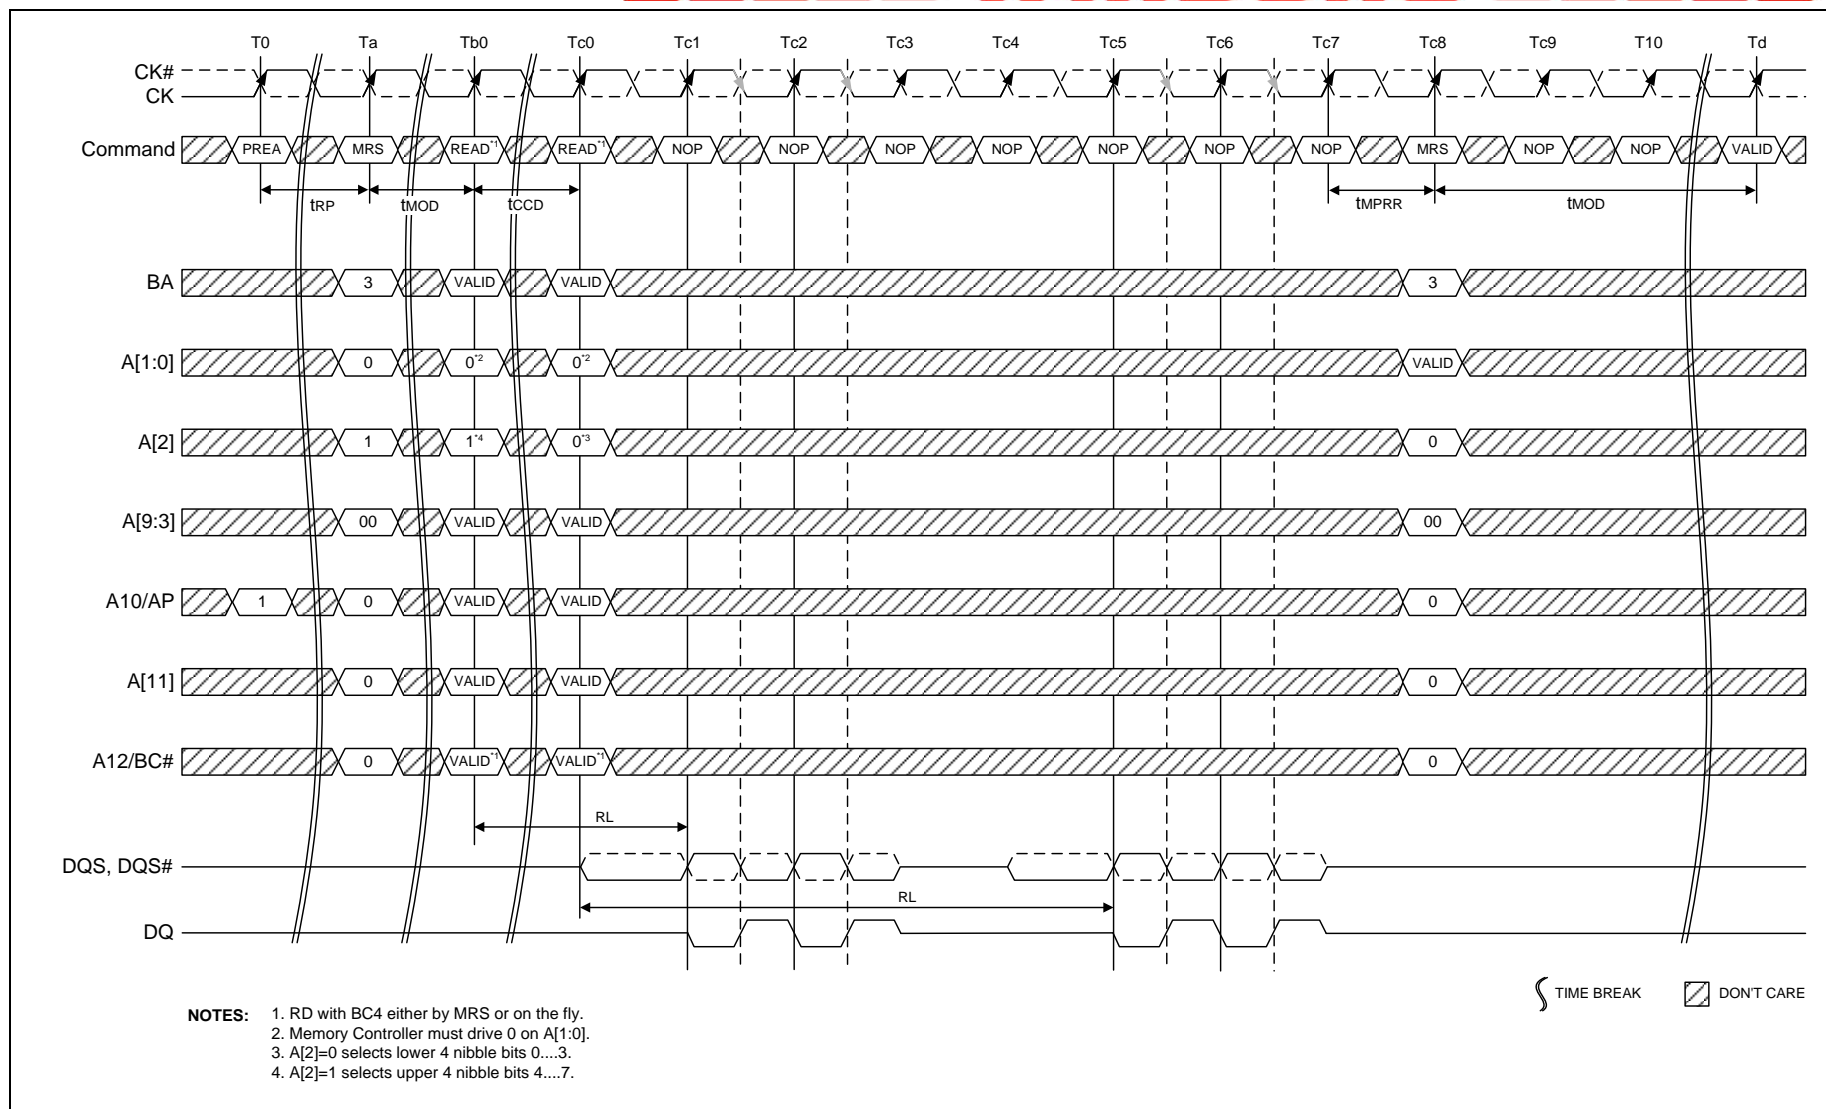 T0 Ta Tb0 Tc0 Tc1 Tc2 Tc3 Tc4 Tc5 Tc6 Tc7 Tc8 Tc9 T10 Td
CK#
CK
Command PREA MRS READ*1 READ*1 NOP NOP NOP NOP NOP NOP NOP MRS NOP NOP VALID
tRP tMOD tCCD tMPRR tMOD
BA 3 VALID VALID 3
A[1:0] 0 0*2 0*2 VALID
A[2] 1 1*4 0*3 0
A[9:3] 00 VALID VALID 00
A10/AP 1 0 VALID VALID 0
A[11] 0 VALID VALID 0
A12/BC# 0 VALID*1 VALID*1 0
RL
DQS, DQS#
RL
DQ
TIME BREAK DON'T CARE
NOTES: 1. RD with BC4 either by MRS or on the fly.
2. Memory Controller must drive 0 on A[1:0].
3. A[2]=0 selects lower 4 nibble bits 0....3.
4. A[2]=1 selects upper 4 nibble bits 4....7.